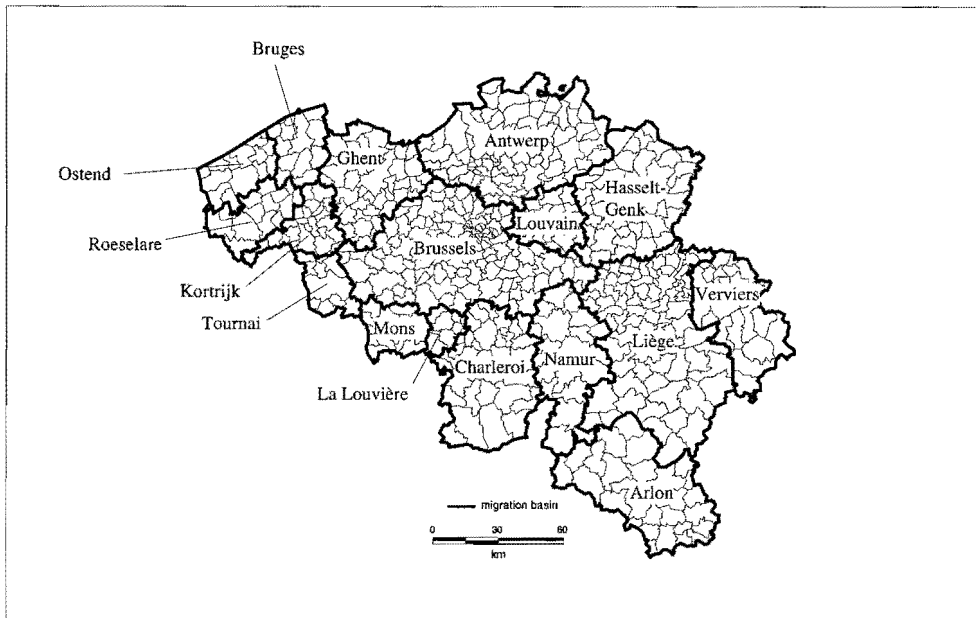 Bruges
Antwerp
Ghent
Ostend
Hasselt-
Genk
Louvain
Roeselare
Brussels
Kortrijk
Verviers
Tournai
Mons
Liège
Charleroi
Namur
La Louvière
Arlon
migration basin
0 30 60
km